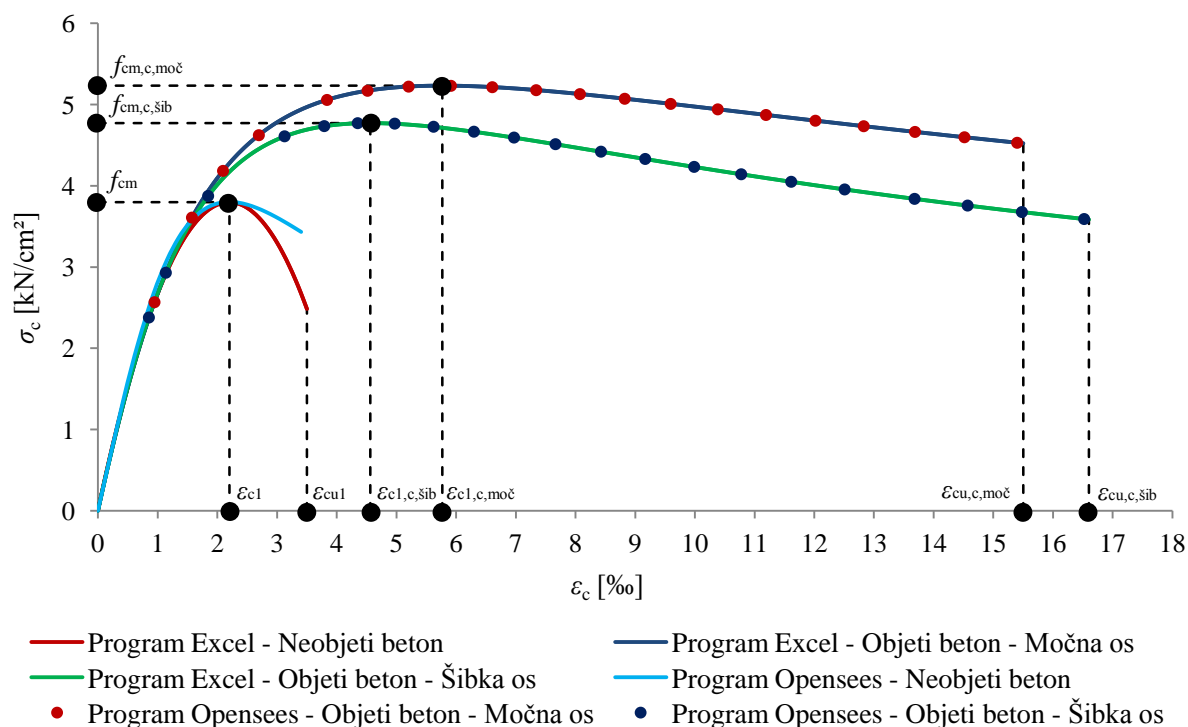 6
f cm,c,moč
5
f cm,c,šib
4
f cm
3
2
1
0
σc [kN/cm²]
εc1 εcu1 εc1,c,šib εc1,c,moč εcu,c,moč εcu,c,šib
0 1 2 3 4 5 6 7 8 9 10 11 12 13 14 15 16 17 18
εc [‰]
Program Excel - Neobjeti beton Program Excel - Objeti beton - Močna os
Program Excel - Objeti beton - Šibka os Program Opensees - Neobjeti beton
Program Opensees - Objeti beton - Močna os Program Opensees - Objeti beton - Šibka os